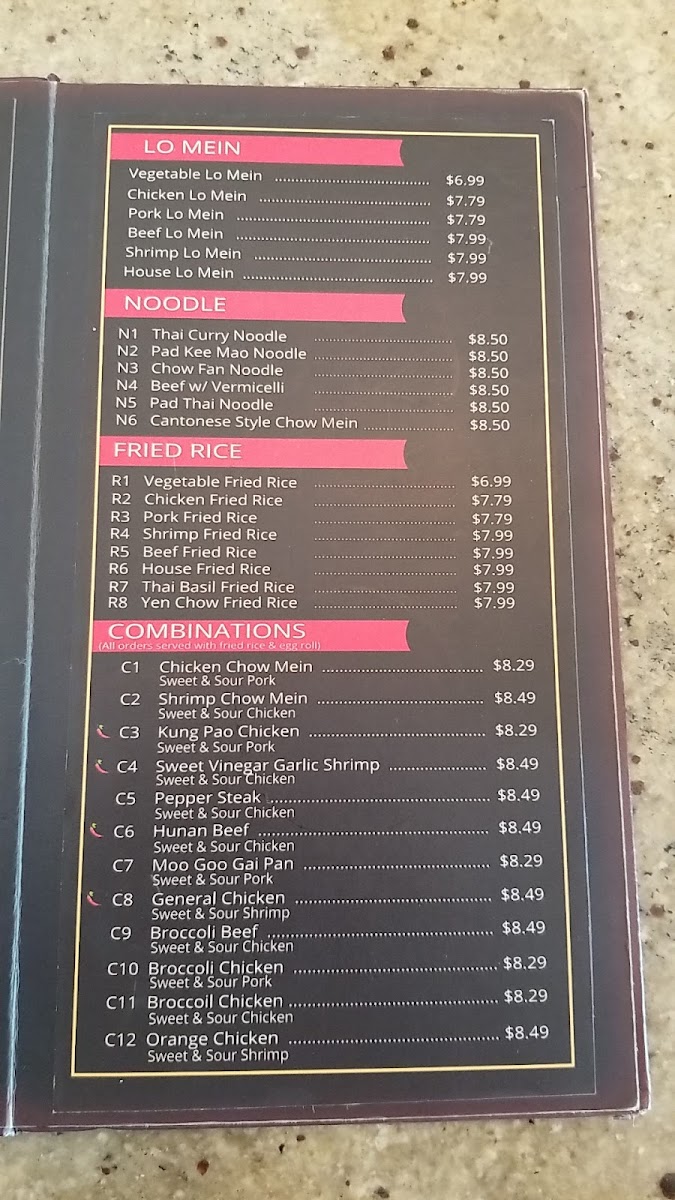 LO MEIN
Vegetable Lo Mein ........................................ $6.99
Chicken Lo Mein ............................................ $7.79
Pork Lo Mein ................................................ $7.79
Beef Lo Mein ................................................ $7.99
Shrimp Lo Mein ............................................ $7.99
House Lo Mein ............................................... $7.99
NOODLE
N1 Thai Curry Noodle .................................... $8.50
N2 Pad Kee Mao Noodle .................................... $8.50
N3 Chow Fan Noodle .................................... $8.50
N4 Beef w/ Vermicelli .................................... $8.50
N5 Pad Thai Noodle .................................... $8.50
N6 Cantonese Style Chow Mein ........................ $8.50
FRIED RICE
R1 Vegetable Fried Rice .................................... $6.99
R2 Chicken Fried Rice .................................... $7.79
R3 Pork Fried Rice .................................... $7.79
R4 Shrimp Fried Rice .................................... $7.99
R5 Beef Fried Rice .................................... $7.99
R6 House Fried Rice .................................... $7.99
R7 Thai Basil Fried Rice .................................... $7.99
R8 Yen Chow Fried Rice .................................... $7.99
COMBINATIONS
(All orders served with fried rice & egg roll)
C1 Chicken Chow Mein .................................... $8.29
Sweet & Sour Pork
C2 Shrimp Chow Mein ...................................... $8.49
Sweet & Sour Chicken
C3 Kung Pao Chicken ........................................ $8.29
Sweet & Sour Pork
C4 Sweet Vinegar Garlic Shrimp ...................... $8.49
Sweet & Sour Chicken
C5 Pepper Steak ................................................. $8.49
Sweet & Sour Chicken
C6 Hunan Beef .................................................... $8.49
Sweet & Sour Chicken
C7 Moo Goo Gai Pan .......................................... $8.29
Sweet & Sour Pork
C8 General Chicken ............................................ $8.49
Sweet & Sour Shrimp
C9 Broccoli Beef .................................................. $8.49
Sweet & Sour Chicken
C10 Broccoli Chicken ............................................ $8.29
Sweet & Sour Pork
C11 Broccoil Chicken ............................................ $8.29
Sweet & Sour Chicken
C12 Orange Chicken ............................................. $8.49
Sweet & Sour Shrimp